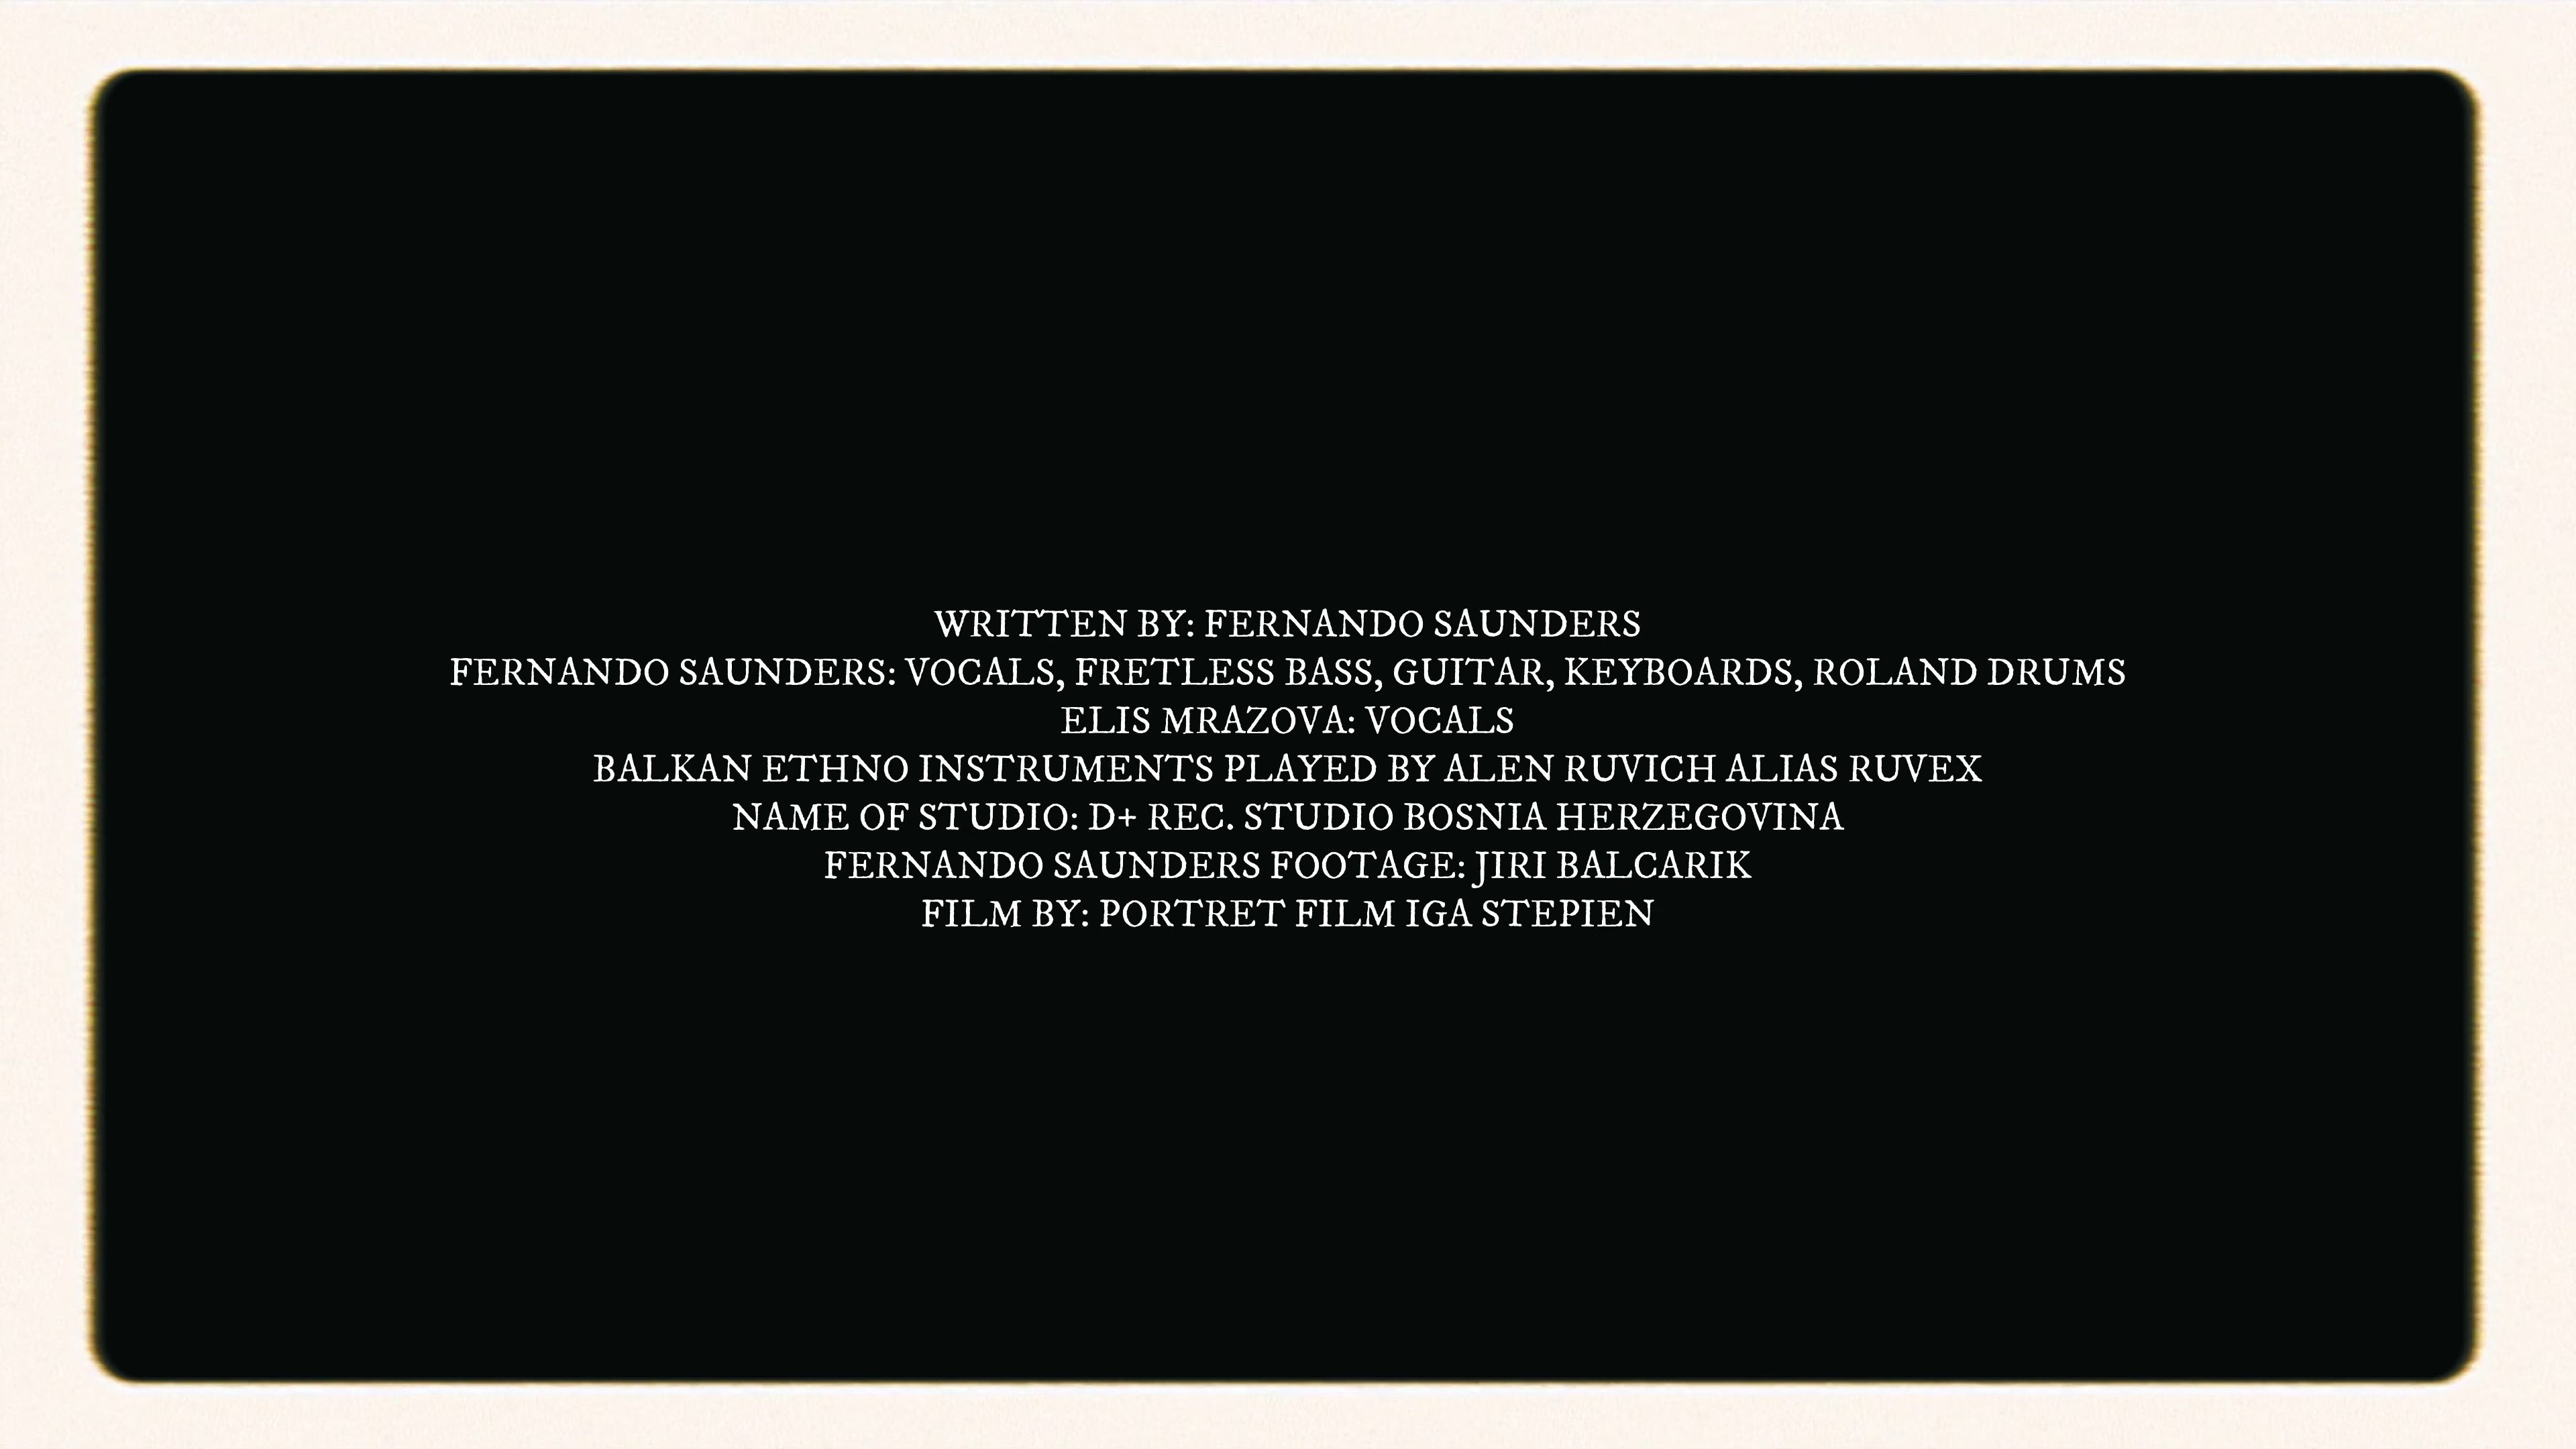 WRITTEN BY: FERNANDO SAUNDERS
FERNANDO SAUNDERS: VOCALS, FRETLESS BASS, GUITAR, KEYBOARDS, ROLAND DRUMS
ELIS MRAZOVA: VOCALS
BALKAN ETHNO INSTRUMENTS PLAYED BY ALEN RUVICH ALIAS RUVEX
NAME OF STUDIO: D+ REC. STUDIO BOSNIA HERZEGOVINA
FERNANDO SAUNDERS FOOTAGE: JIRI BALCARIK
FILM BY: PORTRET FILM IGA STEPIEN